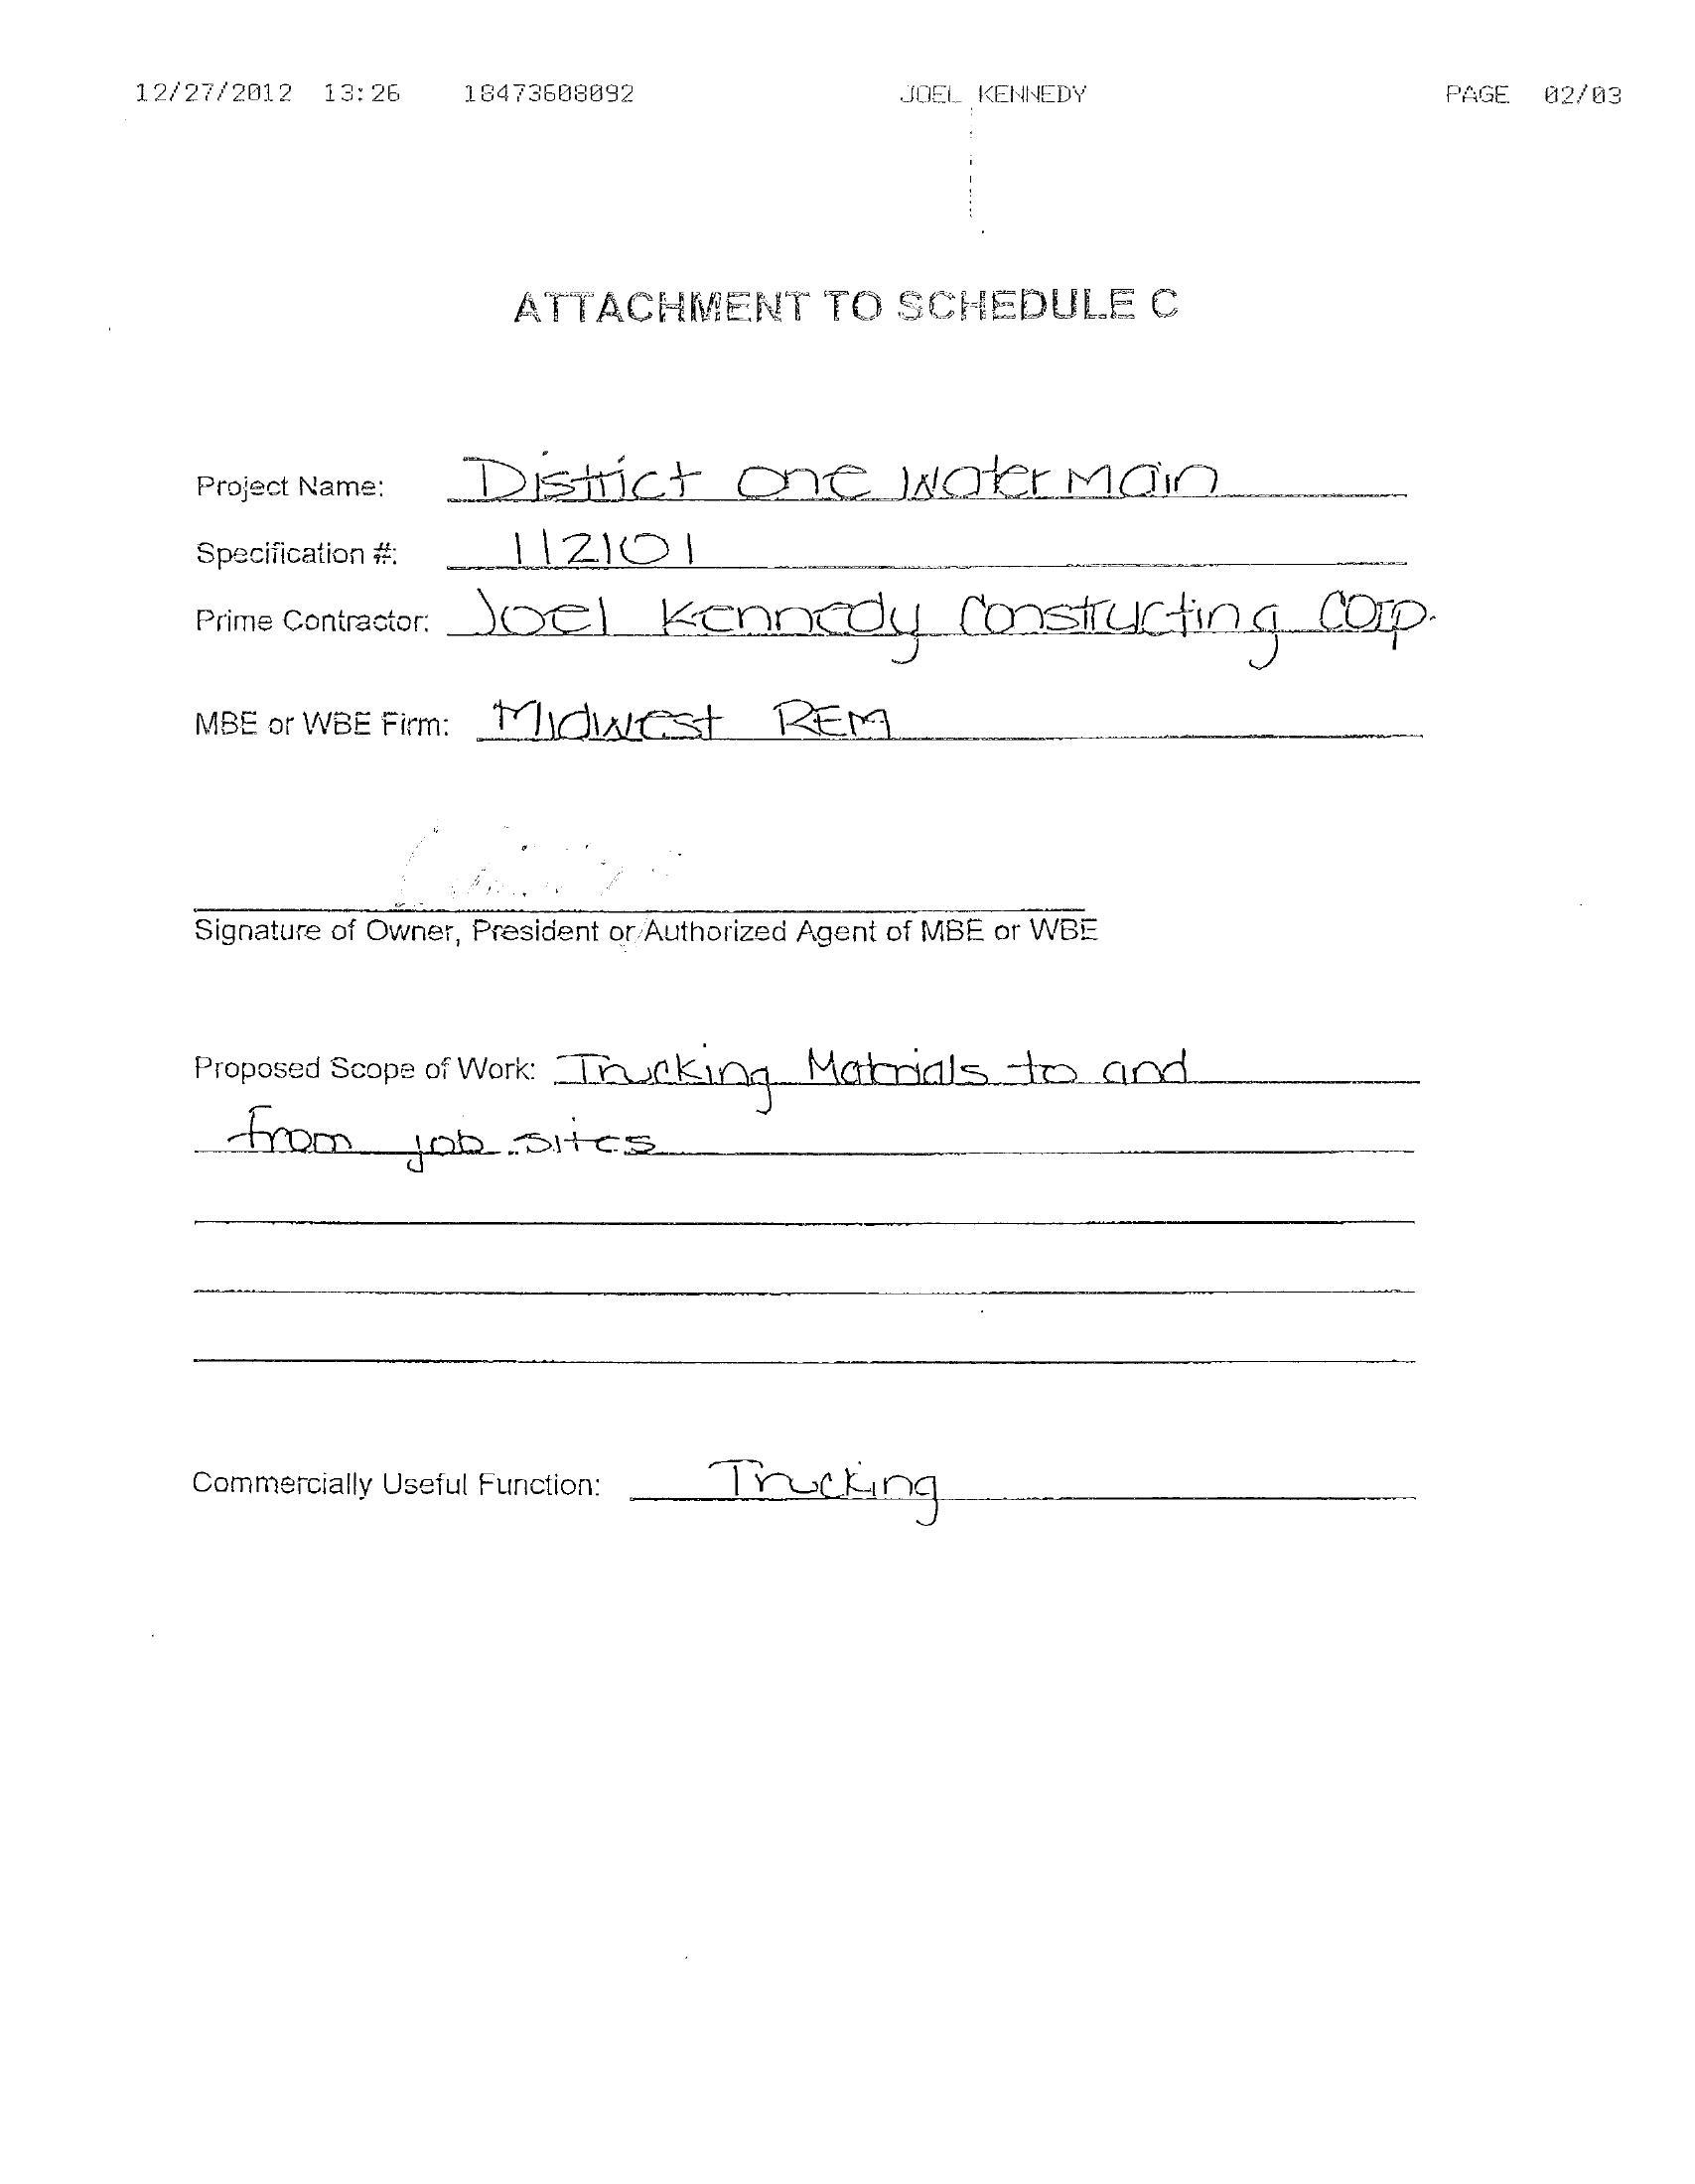 12/27/2012 13:26 18473608092 JOEL KENNEDY PAGE 02/03
ATTACHMENT TO SCHEDULE C
Project Name: District One Water Main
Specification #: 112101
Prime Contractor: Joel Kennedy Constructing Corp.
MBE or WBE Firm: Midwest REM
Signature of Owner, President or Authorized Agent of MBE or WBE
Proposed Scope of Work: Trucking Materials to and
from job sites
Commercially Useful Function: Trucking